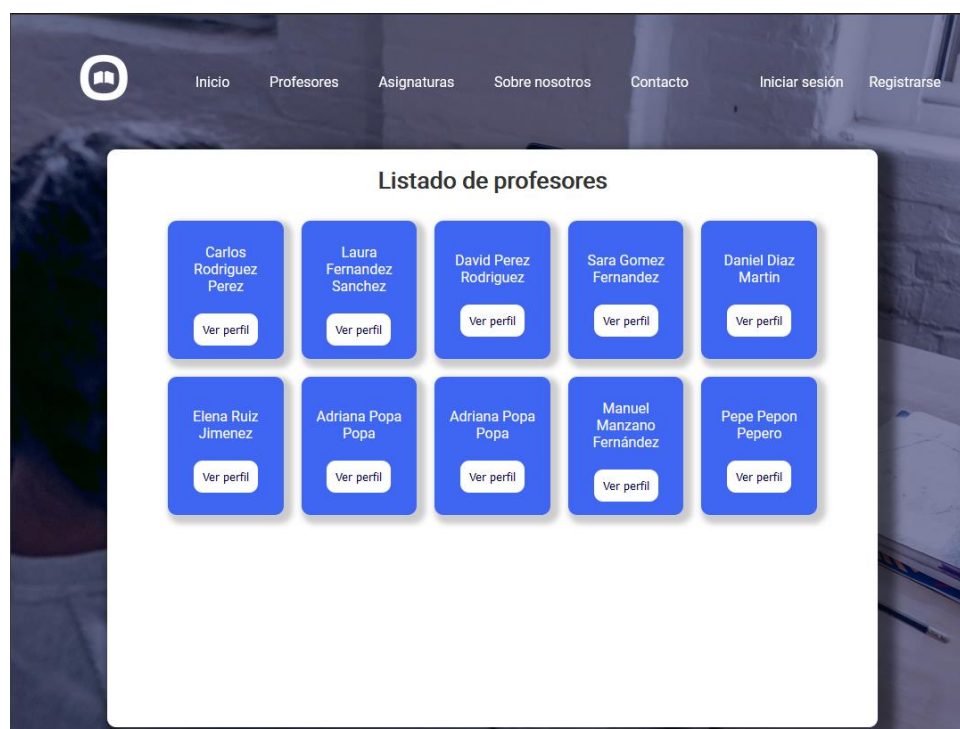 Inicio Profesores Asignaturas Sobre nosotros Contacto Iniciar sesión Registrarse
Listado de profesores
Carlos
Rodriguez
Perez
Ver perfil
Laura
Fernandez
Sanchez
Ver perfil
David Perez
Rodriguez
Ver perfil
Sara Gomez
Fernandez
Ver perfil
Daniel Diaz
Martin
Ver perfil
Elena Ruiz
Jimenez
Ver perfil
Adriana Popa
Popa
Ver perfil
Adriana Popa
Popa
Ver perfil
Manuel
Manzano
Fernández
Ver perfil
Pepe Pepon
Pepero
Ver perfil